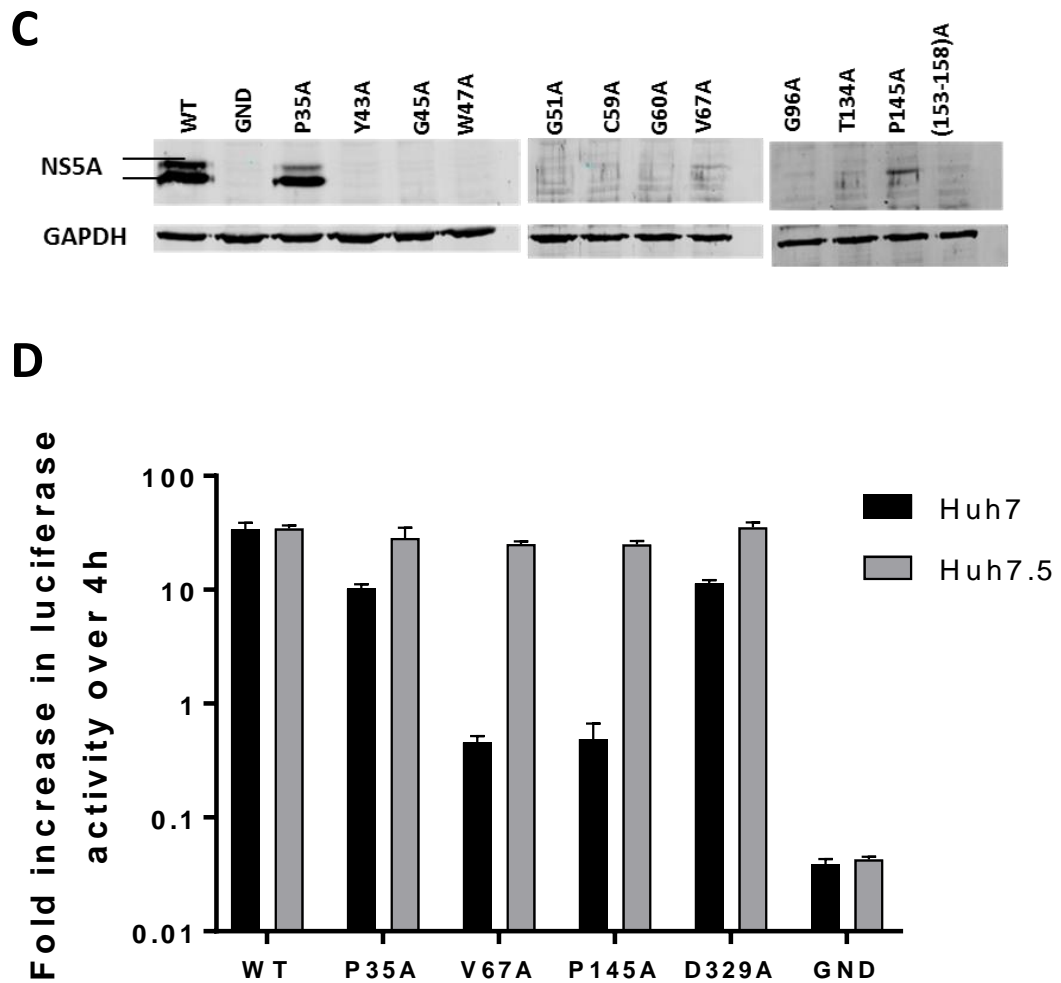 C
WT GND P35A Y43A G45A W47A G51A C59A G60A V67A G96A T134A P145A (153-158)A
NS5A
GAPDH
D
Fold increase in luciferase
activity over 4h
100
10
1
0.1
0.01
Huh7
Huh7.5
WT P35A V67A P145A D329A GND